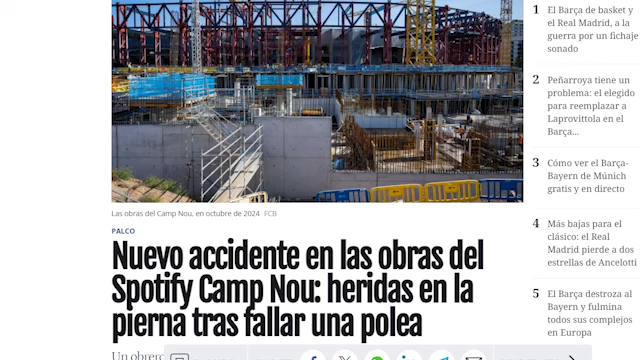 Las obras del Camp Nou, en octubre de 2024 FCB
PALCO
Nuevo accidente en las obras del
Spotify Camp Nou: heridas en la
pierna tras fallar una polea
Un obrero
1 El Barça de basket y
el Real Madrid, a la
guerra por un fichaje
sonado
2 Peñarroya tiene un
problema: el elegido
para reemplazar a
Laprovittola en el
Barça...
3 Cómo ver el Barça-
Bayern de Múnich
gratis y en directo
4 Más bajas para el
clásico: el Real
Madrid pierde a dos
estrellas de Ancelotti
5 El Barça destroza al
Bayern y fulmina
todos sus complejos
en Europa